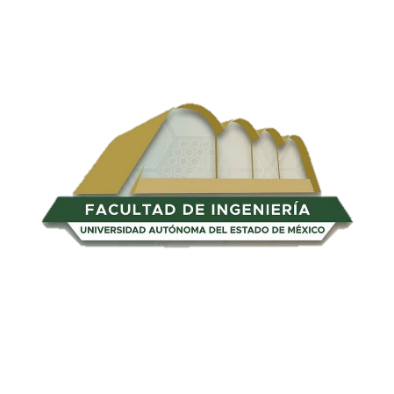 FACULTAD DE INGENIERÍA
UNIVERSIDAD AUTÓNOMA DEL ESTADO DE MÉXICO